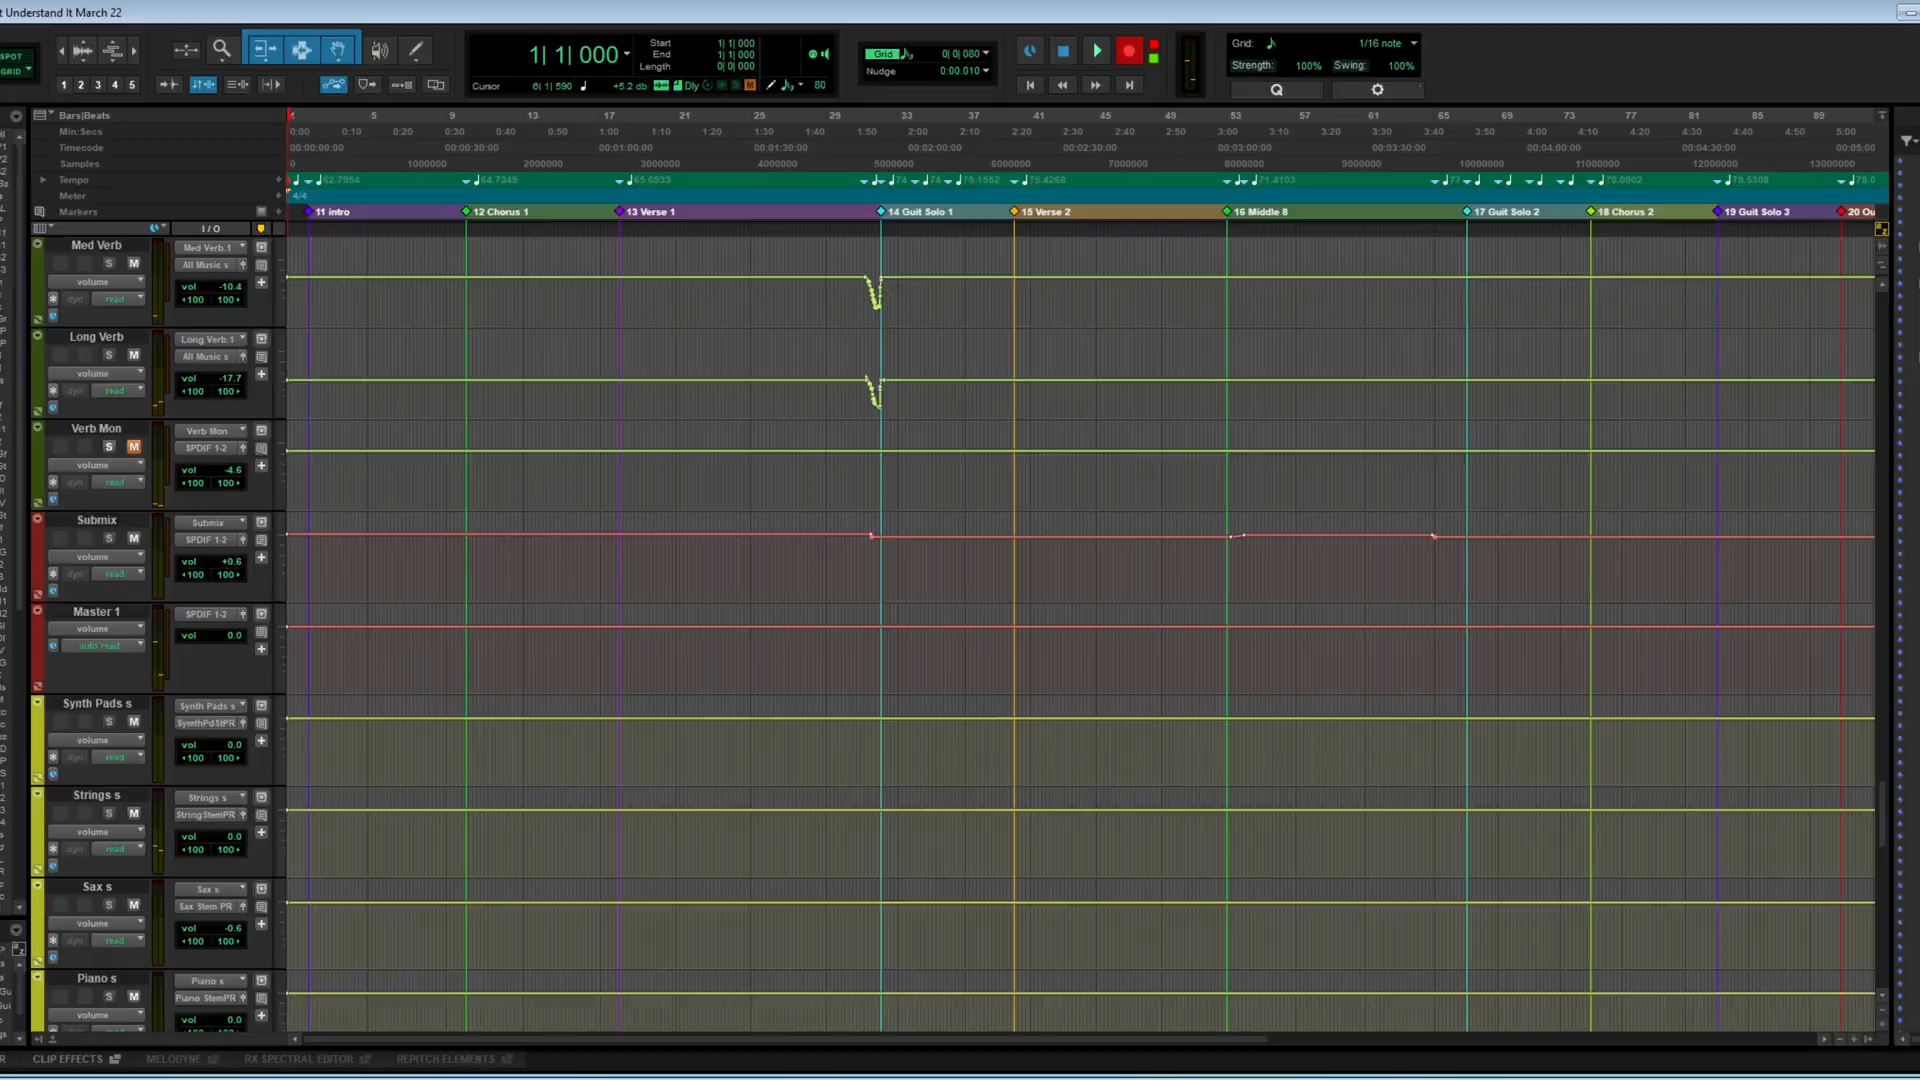 t Understand It March 22
SPOT
GRID
1 2 3 4 5
1| 1| 000
Start 1| 1| 000
End 1| 1| 000
Length 0| 0| 000
Cursor 6| 1| 590 +5.2 db Dly M 80
Grid 0| 0| 080
Nudge 0:00.010
Grid: 1/16 note
Strength: 100% Swing: 100%
Q
Bars|Beats 5 9 13 17 21 25 29 33 37 41 45 49 53 57 61 65 69 73 77 81 85 89
Min:Secs 0:00 0:10 0:20 0:30 0:40 0:50 1:00 1:10 1:20 1:30 1:40 1:50 2:00 2:10 2:20 2:30 2:40 2:50 3:00 3:10 3:20 3:30 3:40 3:50 4:00 4:10 4:20 4:30 4:40 4:50 5:00
Timecode 00:00:00:00 00:00:30:00 00:01:00:00 00:01:30:00 00:02:00:00 00:02:30:00 00:03:00:00 00:03:30:00 00:04:00:00 00:04:30:00 00:05:00
Samples 0 1000000 2000000 3000000 4000000 5000000 6000000 7000000 8000000 9000000 10000000 11000000 12000000 13000000
Tempo 62.7954 64.7349 65.6933 74 74 75.1552 75.4268 71.4103 77 77 78.0902 79.5308 78.0
Meter 4/4
Markers 11 intro 12 Chorus 1 13 Verse 1 14 Guit Solo 1 15 Verse 2 16 Middle 8 17 Guit Solo 2 18 Chorus 2 19 Guit Solo 3 20 Ou
I / O
Med Verb Med Verb.1
S M All Music s
volume vol -10.4
dyn read 100 100
Long Verb Long Verb.1
S M All Music s
volume vol -17.7
dyn read 100 100
Verb Mon Verb Mon
S M SPDIF 1-2
volume vol -4.6
dyn read 100 100
Submix Submix
S M SPDIF 1-2
volume vol +0.6
dyn read 100 100
Master 1 SPDIF 1-2
volume vol 0.0
auto read
Synth Pads s Synth Pads s
S M SymthPdStPR
volume vol 0.0
dyn read 100 100
Strings s Strings s
S M StringStemPR
volume vol 0.0
dyn read 100 100
Sax s Sax s
S M Sax Stem PR
volume vol -0.6
dyn read 100 100
Piano s Piano s
S M Piano StemPR
volume vol 0.0
R CLIP EFFECTS MELODYNE RX SPECTRAL EDITOR REPITCH ELEMENTS